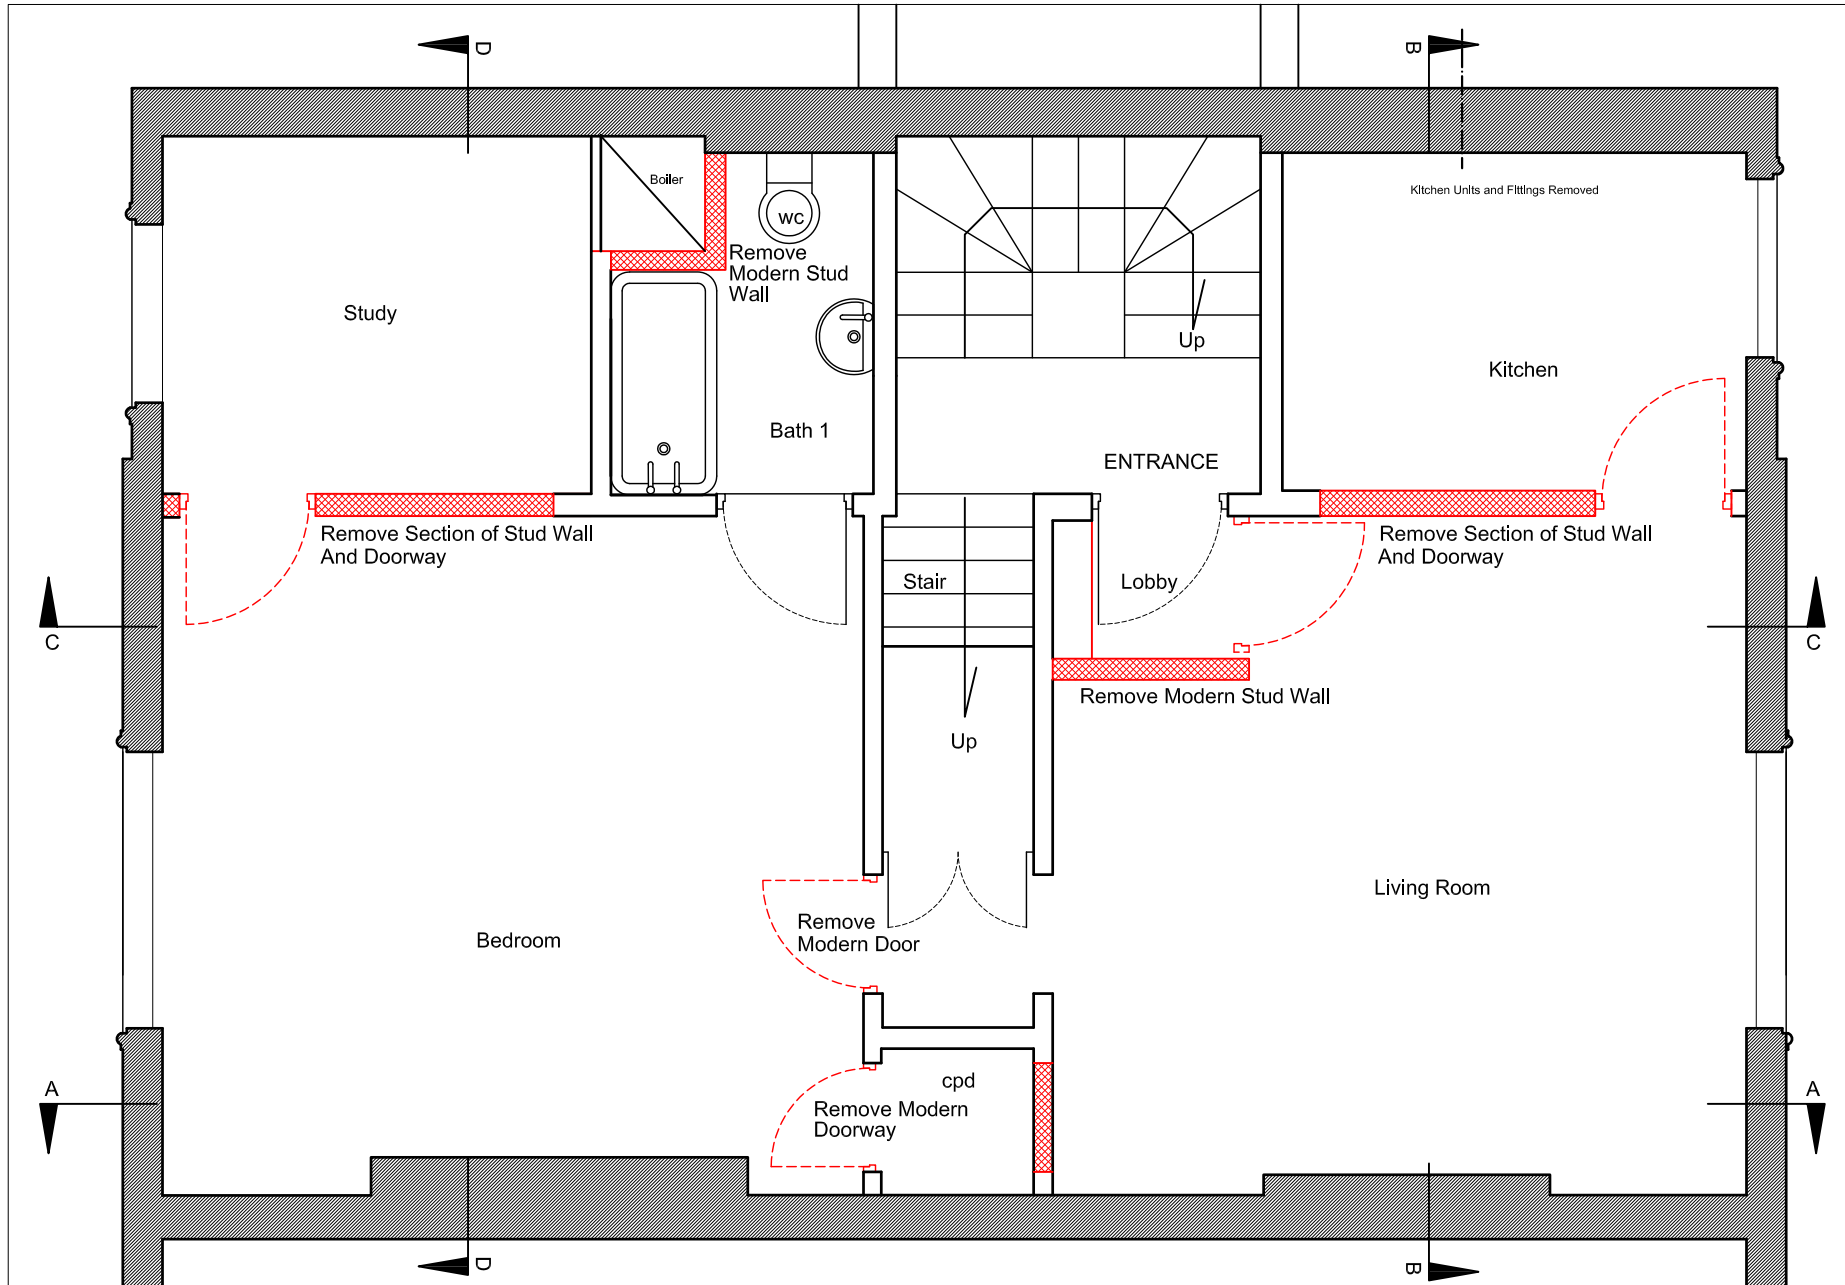 D
B
Boiler
Kitchen Units and Fittings Removed
wc
Remove
Modern Stud
Wall
Study
Up
Kitchen
Bath 1
ENTRANCE
Remove Section of Stud Wall
And Doorway
Remove Section of Stud Wall
And Doorway
Stair
Lobby
C
C
Remove Modern Stud Wall
Up
Living Room
Bedroom
Remove
Modern Door
cpd
A
A
Remove Modern
Doorway
D
B